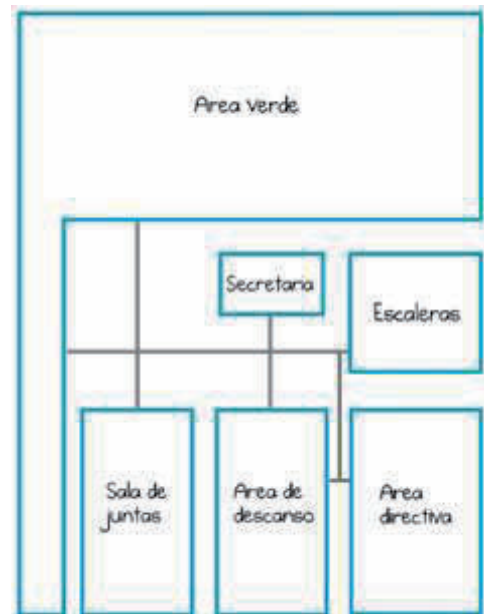 Area verde
Secretaria
Escaleras
Sala de
juntas
Area de
descanso
Area
directiva